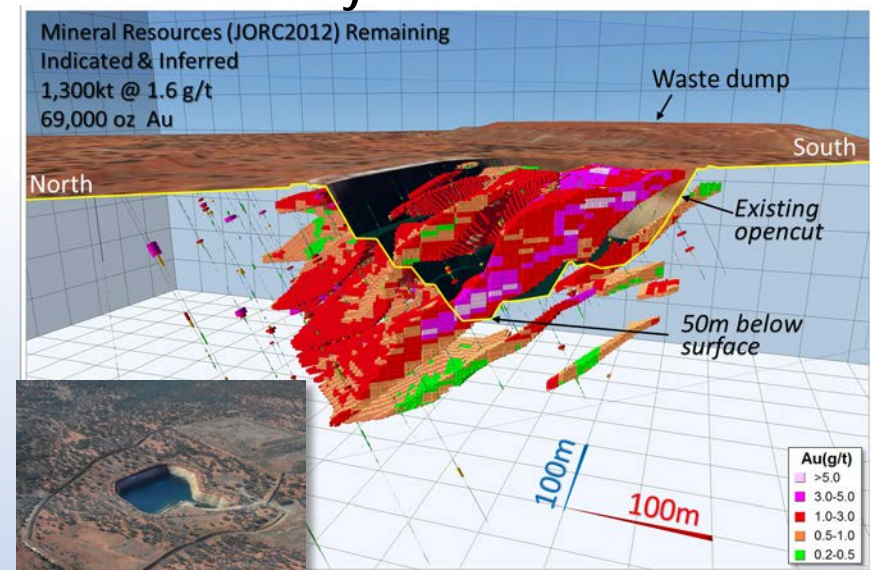 Mineral Resources (JORC2012) Remaining
Indicated & Inferred
1,300kt @ 1.6 g/t
69,000 oz Au
Waste dump
South
North
Existing
opencut
50m below
surface
100m
100m
Au(g/t)
>5.0
3.0-5.0
1.0-3.0
0.5-1.0
0.2-0.5